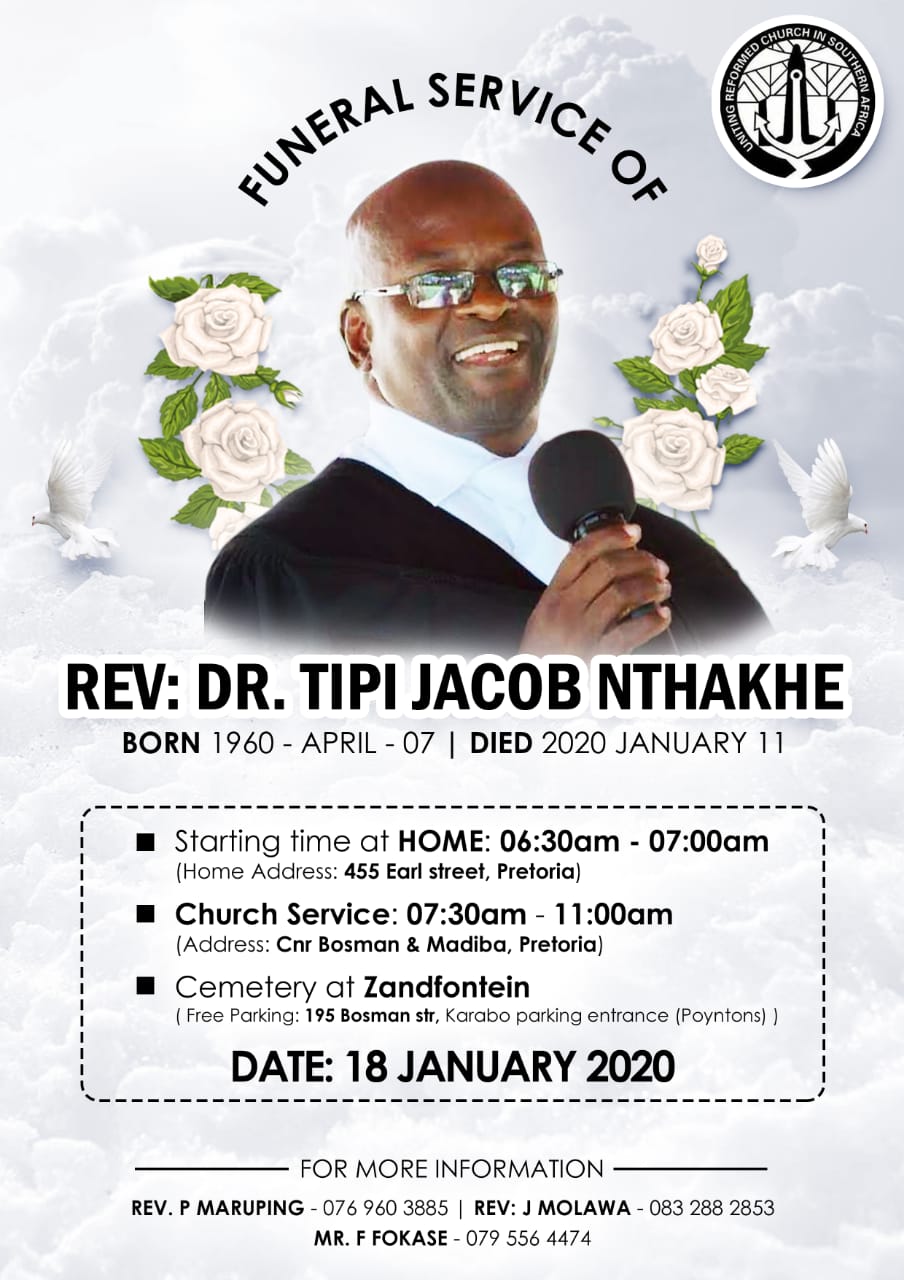 UNITING REFORMED CHURCH IN SOUTHERN AFRICA
FUNERAL SERVICE OF
REV: DR. TIPI JACOB NTHAKHE
BORN 1960 - APRIL - 07 | DIED 2020 JANUARY 11
■ Starting time at HOME: 06:30am - 07:00am
(Home Address: 455 Earl street, Pretoria)
■ Church Service: 07:30am - 11:00am
(Address: Cnr Bosman & Madiba, Pretoria)
■ Cemetery at Zandfontein
( Free Parking: 195 Bosman str, Karabo parking entrance (Poyntons) )
DATE: 18 JANUARY 2020
FOR MORE INFORMATION
REV. P MARUPING - 076 960 3885 | REV: J MOLAWA - 083 288 2853
MR. F FOKASE - 079 556 4474